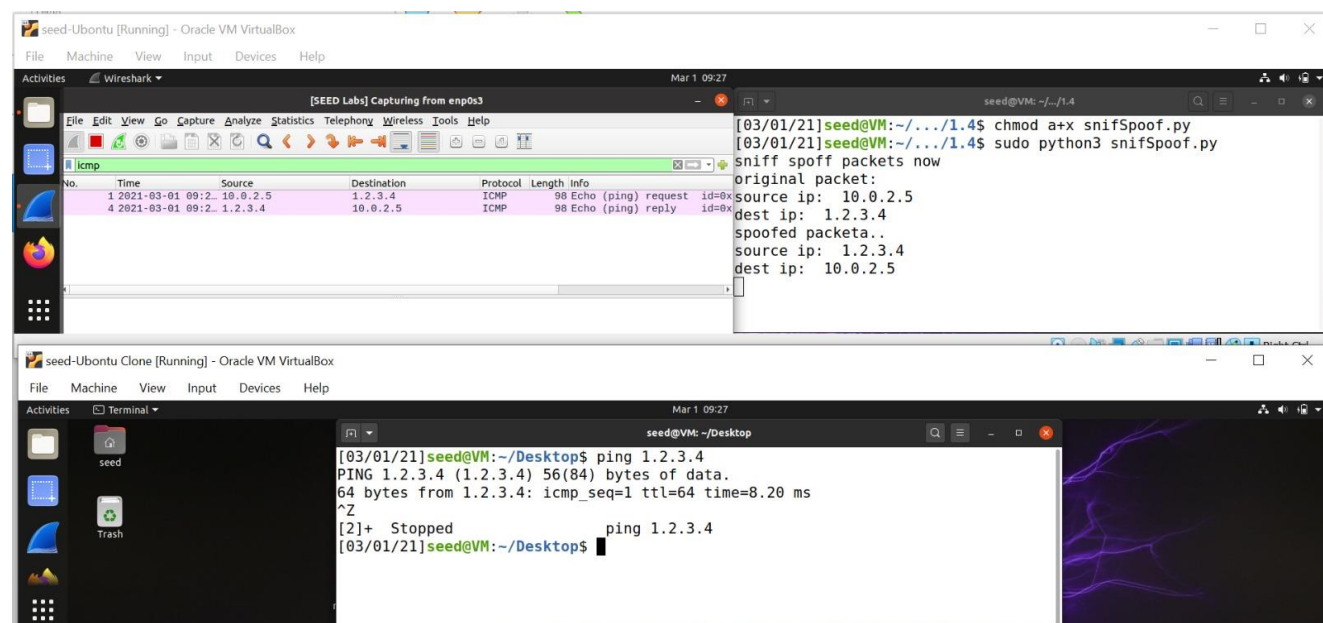 seed-Ubontu [Running] - Oracle VM VirtualBox
File Machine View Input Devices Help
Activities Wireshark Mar 1 09:27
[SEED Labs] Capturing from enp0s3
File Edit View Go Capture Analyze Statistics Telephony Wireless Tools Help
icmp
No. Time Source Destination Protocol Length Info
1 2021-03-01 09:2… 10.0.2.5 1.2.3.4 ICMP 98 Echo (ping) request id=0x
4 2021-03-01 09:2… 1.2.3.4 10.0.2.5 ICMP 98 Echo (ping) reply id=0x
seed@VM: ~/.../1.4
[03/01/21]seed@VM:~/.../1.4$ chmod a+x snifSpoof.py
[03/01/21]seed@VM:~/.../1.4$ sudo python3 snifSpoof.py
sniff spoff packets now
original packet:
source ip: 10.0.2.5
dest ip: 1.2.3.4
spoofed packeta..
source ip: 1.2.3.4
dest ip: 10.0.2.5
seed-Ubontu Clone [Running] - Oracle VM VirtualBox
File Machine View Input Devices Help
Activities Terminal Mar 1 09:27
seed
Trash
seed@VM: ~/Desktop
[03/01/21]seed@VM:~/Desktop$ ping 1.2.3.4
PING 1.2.3.4 (1.2.3.4) 56(84) bytes of data.
64 bytes from 1.2.3.4: icmp_seq=1 ttl=64 time=8.20 ms
^Z
[2]+ Stopped ping 1.2.3.4
[03/01/21]seed@VM:~/Desktop$